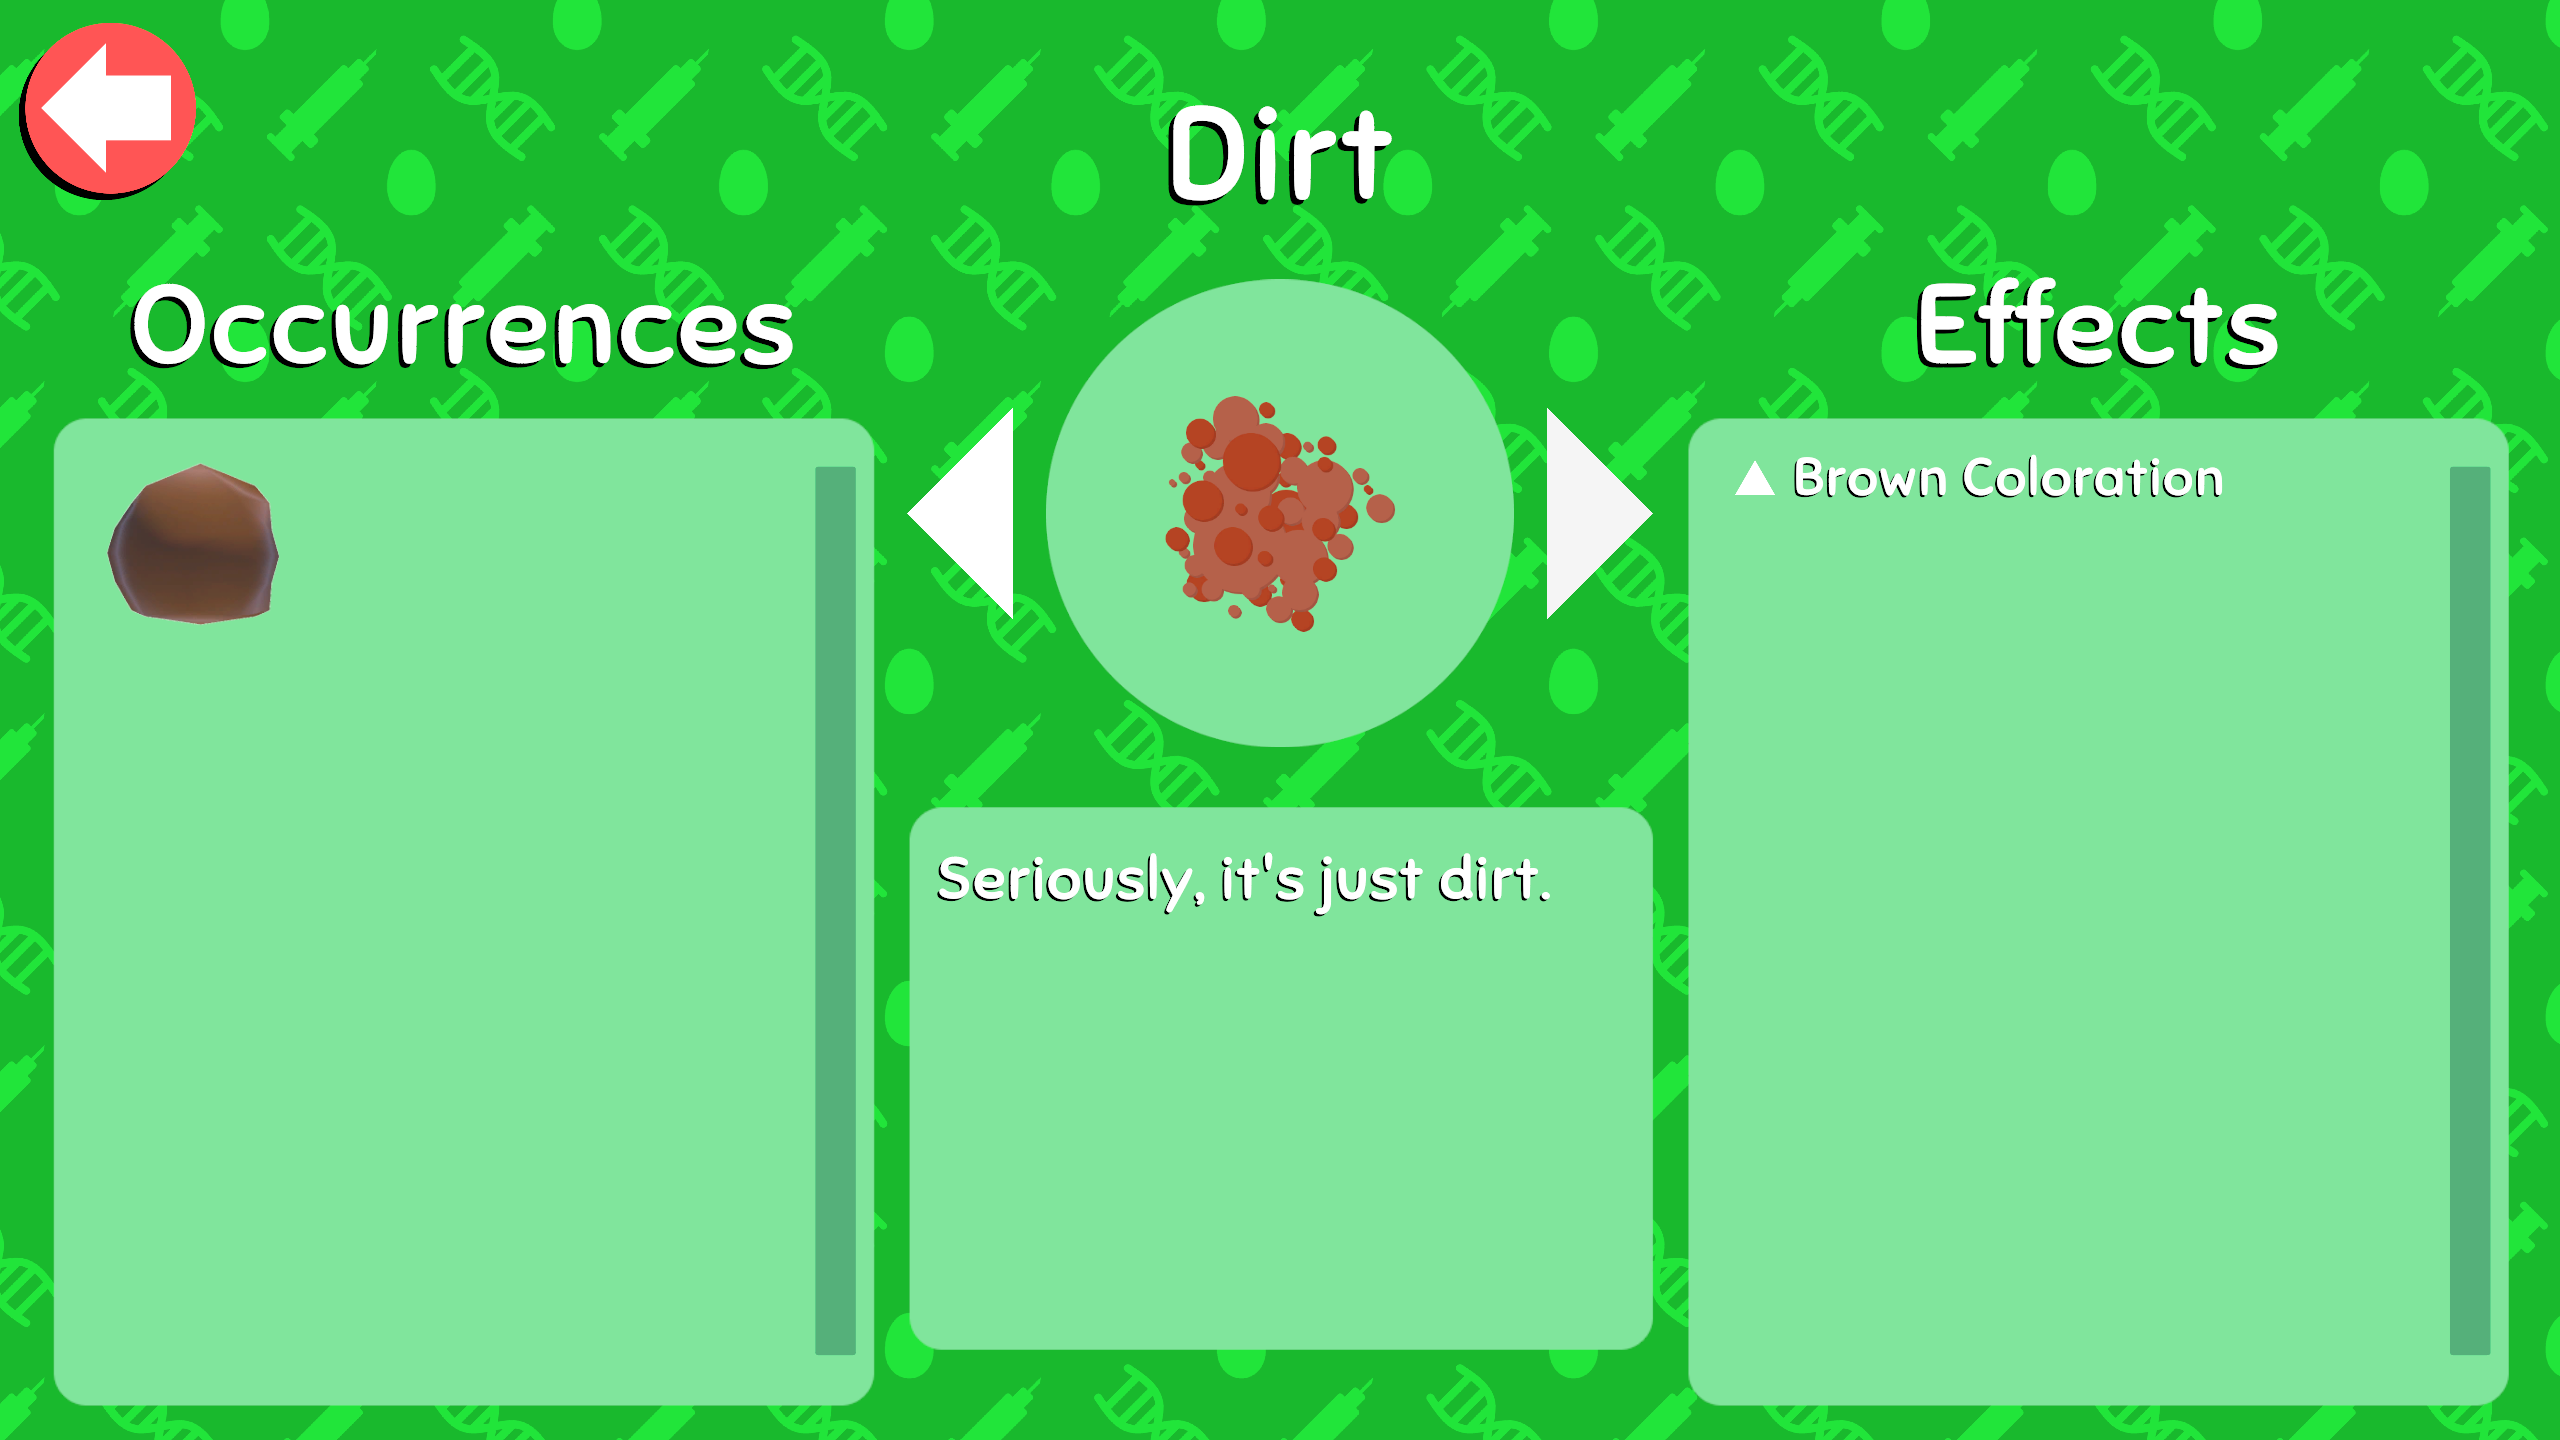 Dirt
Occurrences
Effects
Brown Coloration
Seriously, it's just dirt.